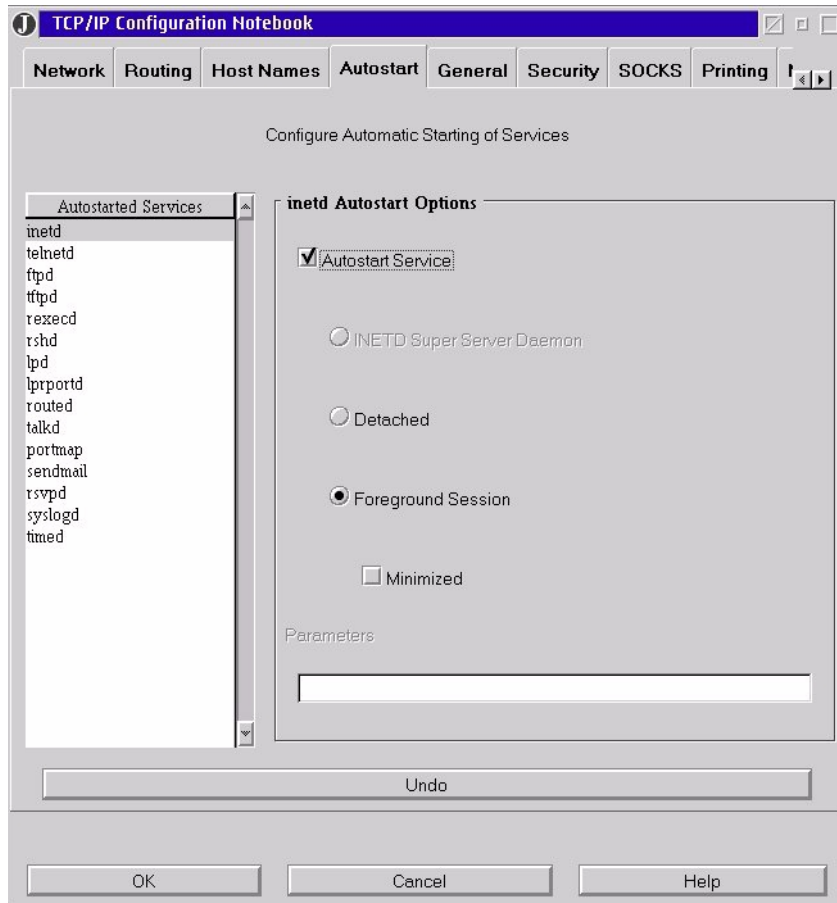 J TCP/IP Configuration Notebook
Network Routing Host Names Autostart General Security SOCKS Printing
Configure Automatic Starting of Services
Autostarted Services
inetd
telnetd
ftpd
tftpd
rexecd
rshd
lpd
lprportd
routed
talkd
portmap
sendmail
rsvpd
syslogd
timed
inetd Autostart Options
Autostart Service
INETD Super Server Daemon
Detached
Foreground Session
Minimized
Parameters
Undo
OK Cancel Help